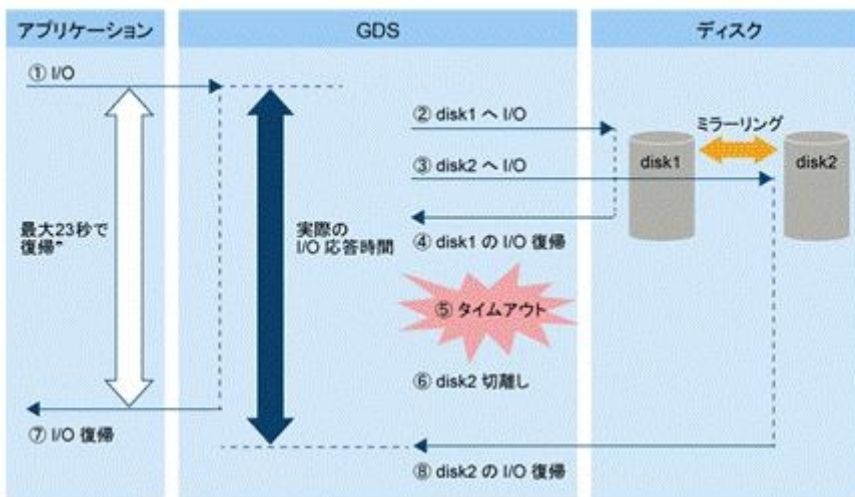 アプリケーション
GDS
ディスク
① I/O
② disk1 へ I/O
ミラーリング
disk1
disk2
③ disk2 へ I/O
最大23秒で
復帰*
実際の
I/O 応答時間
④ disk1 の I/O 復帰
⑤ タイムアウト
⑥ disk2 切離し
⑦ I/O 復帰
⑧ disk2 の I/O 復帰